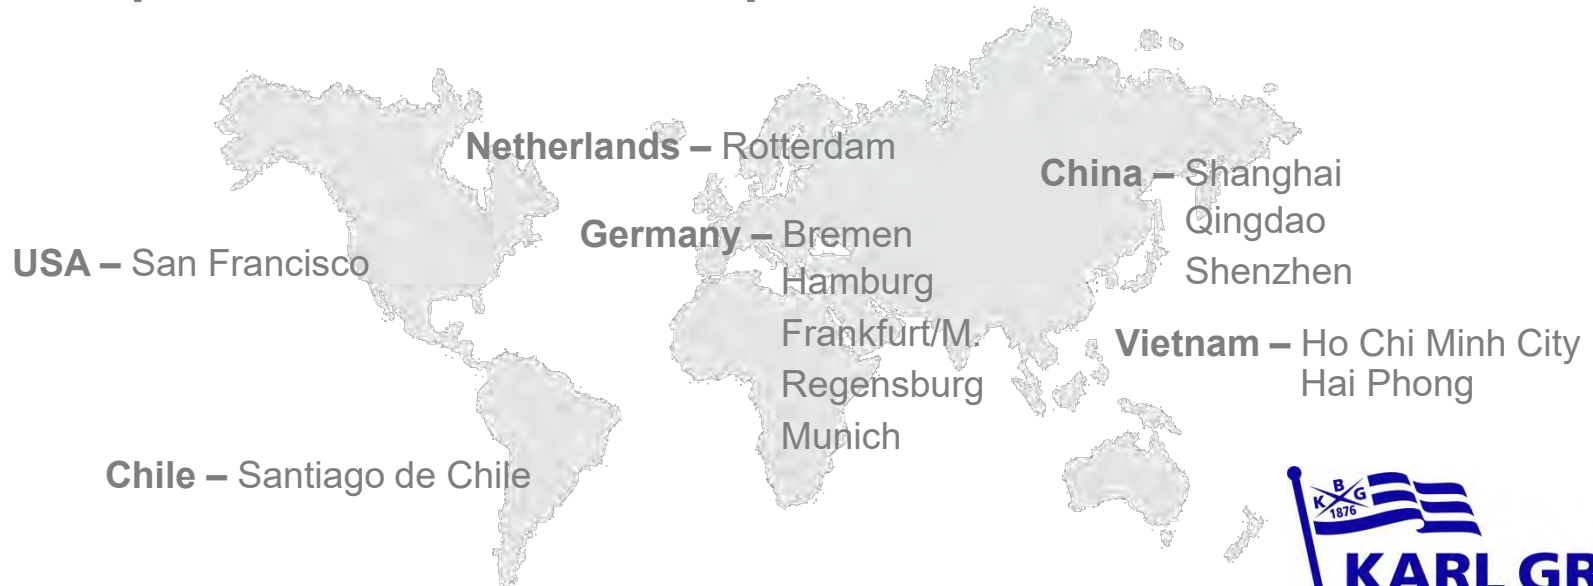 Netherlands – Rotterdam
China – Shanghai
Qingdao
Shenzhen
Germany – Bremen
Hamburg
Frankfurt/M.
Regensburg
Munich
USA – San Francisco
Vietnam – Ho Chi Minh City
Hai Phong
Chile – Santiago de Chile
K B G
1876
KARL GR